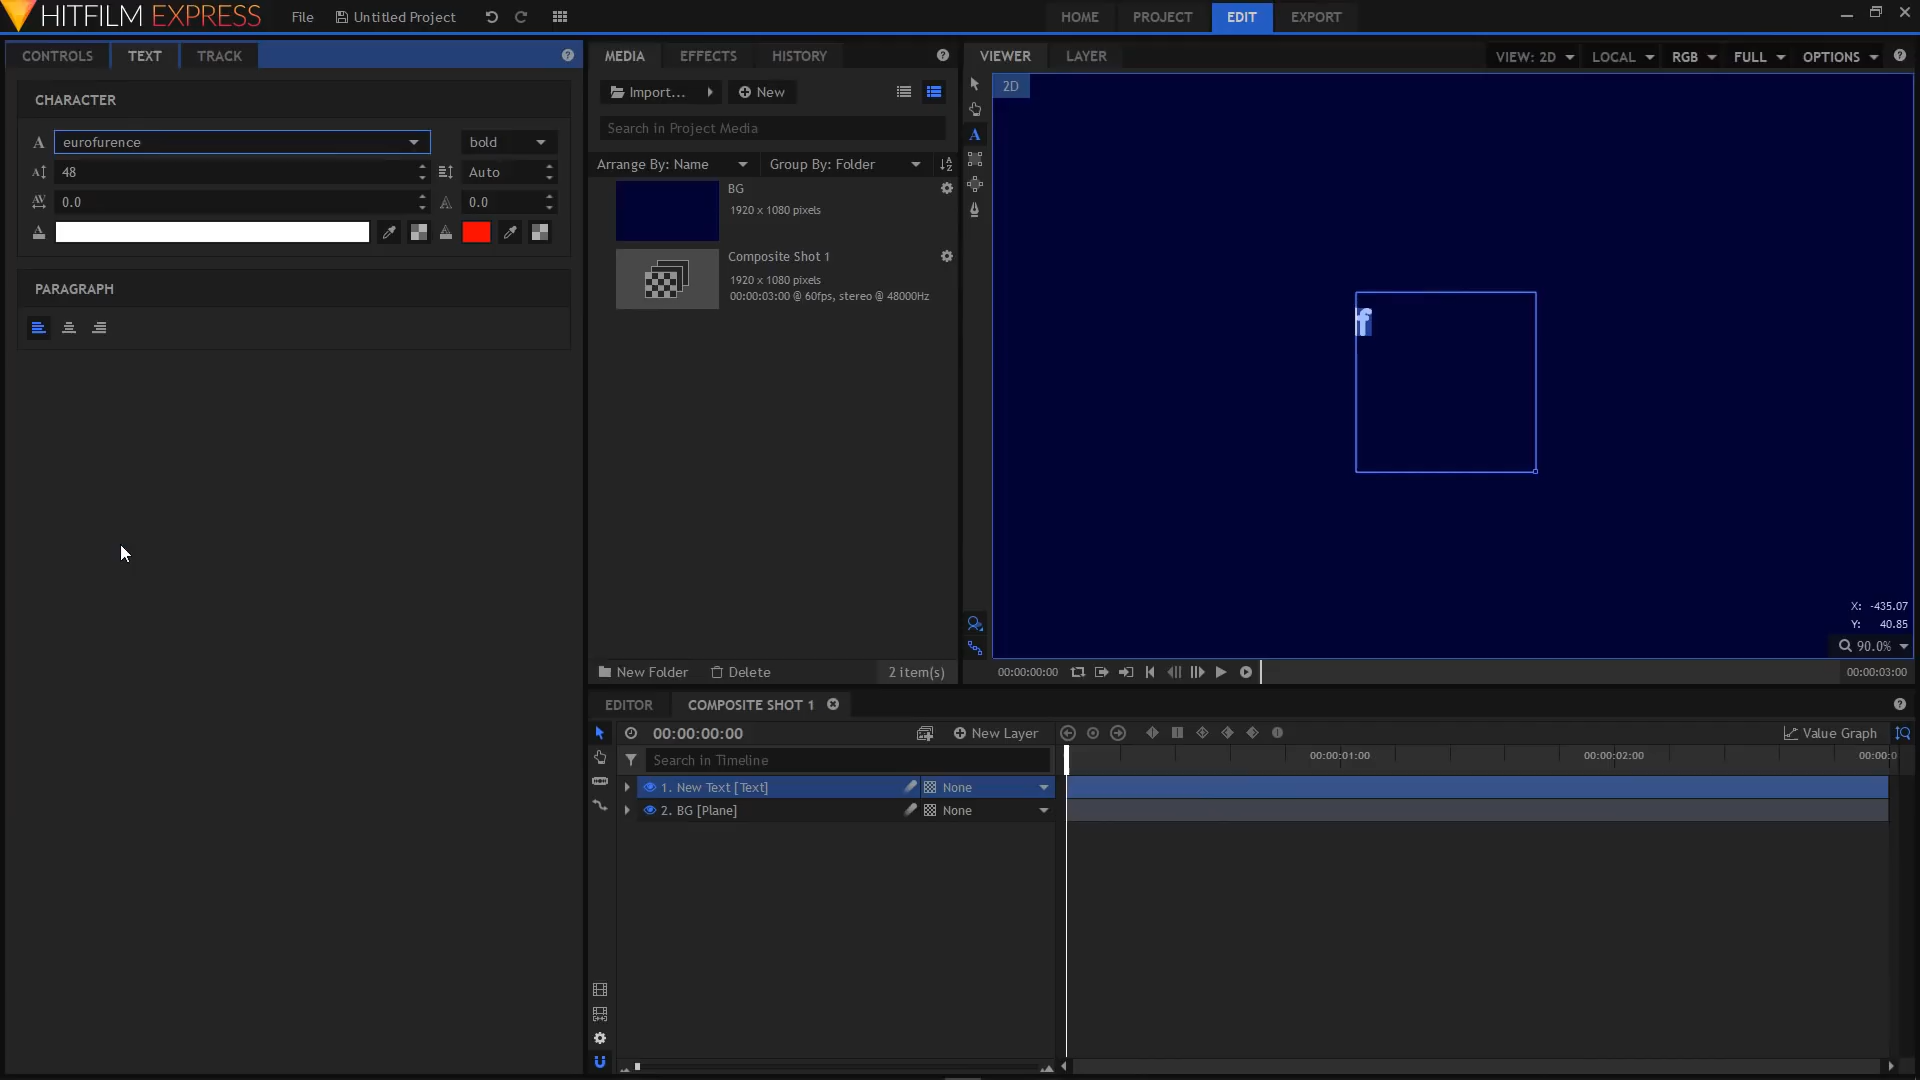 HITFILM EXPRESS
File
Untitled Project
HOME
PROJECT
EDIT
EXPORT
CONTROLS
TEXT
TRACK
CHARACTER
eurofurence
bold
48
Auto
0.0
0.0
PARAGRAPH
MEDIA
EFFECTS
HISTORY
Import...
New
Search in Project Media
Arrange By: Name
Group By: Folder
BG
1920 x 1080 pixels
Composite Shot 1
1920 x 1080 pixels
00:00:03:00 @ 60fps, stereo @ 48000Hz
New Folder
Delete
2 item(s)
VIEWER
LAYER
VIEW: 2D
LOCAL
RGB
FULL
OPTIONS
2D
f
X: -435.07
Y: 40.85
90.0%
00:00:00:00
00:00:03:00
EDITOR
COMPOSITE SHOT 1
00:00:00:00
New Layer
Value Graph
Search in Timeline
00:00:01:00
00:00:02:00
00:00:0
1. New Text [Text]
None
2. BG [Plane]
None